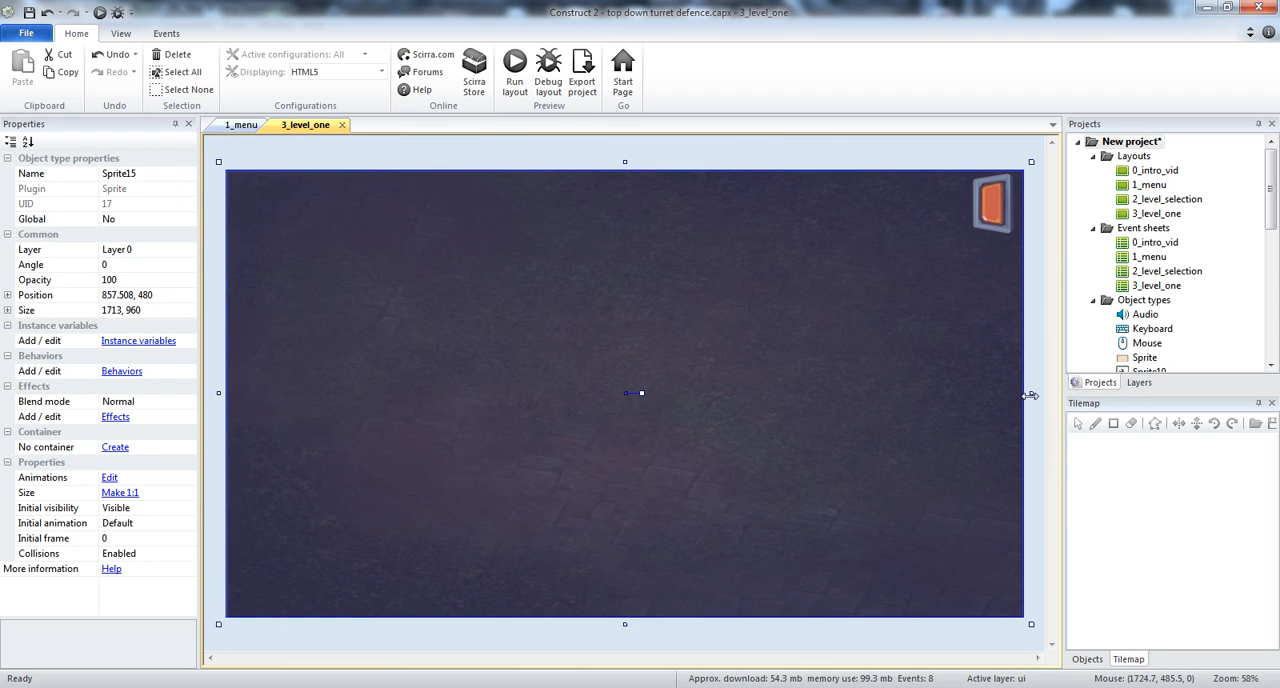 Construct 2 - top down turret defence.capx - 3_level_one
File
Home
View
Events
Paste
Cut
Copy
Clipboard
Undo
Redo
Undo
Delete
Select All
Select None
Selection
Active configurations: All
Displaying: HTML5
Configurations
Scirra.com
Forums
Help
Scirra Store
Online
Run layout
Debug layout
Export project
Preview
Start Page
Go
Properties
Object type properties
Name Sprite15
Plugin Sprite
UID 17
Global No
Common
Layer Layer 0
Angle 0
Opacity 100
Position 857.508, 480
Size 1713, 960
Instance variables
Add / edit Instance variables
Behaviors
Add / edit Behaviors
Effects
Blend mode Normal
Add / edit Effects
Container
No container Create
Properties
Animations Edit
Size Make 1:1
Initial visibility Visible
Initial animation Default
Initial frame 0
Collisions Enabled
More information Help
1_menu
3_level_one
Projects
New project*
Layouts
0_intro_vid
1_menu
2_level_selection
3_level_one
Event sheets
0_intro_vid
1_menu
2_level_selection
3_level_one
Object types
Audio
Keyboard
Mouse
Sprite
Sprite10
Projects Layers
Tilemap
Objects Tilemap
Ready
Approx. download: 54.3 mb memory use: 99.3 mb Events: 8 Active layer: ui Mouse: (1724.7, 485.5, 0) Zoom: 58%